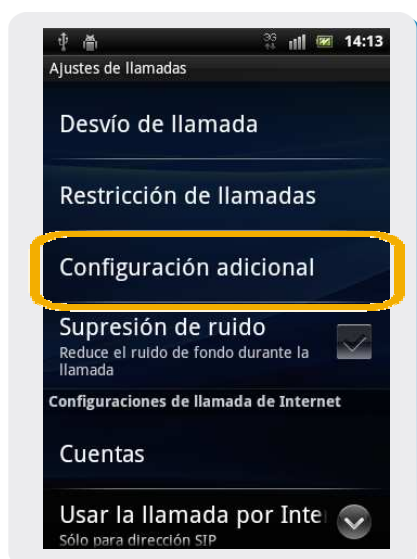 3G 14:13
Ajustes de llamadas
Desvío de llamada
Restricción de llamadas
Configuración adicional
Supresión de ruido
Reduce el ruido de fondo durante la
llamada
Configuraciones de llamada de Internet
Cuentas
Usar la llamada por Inte
Sólo para dirección SIP